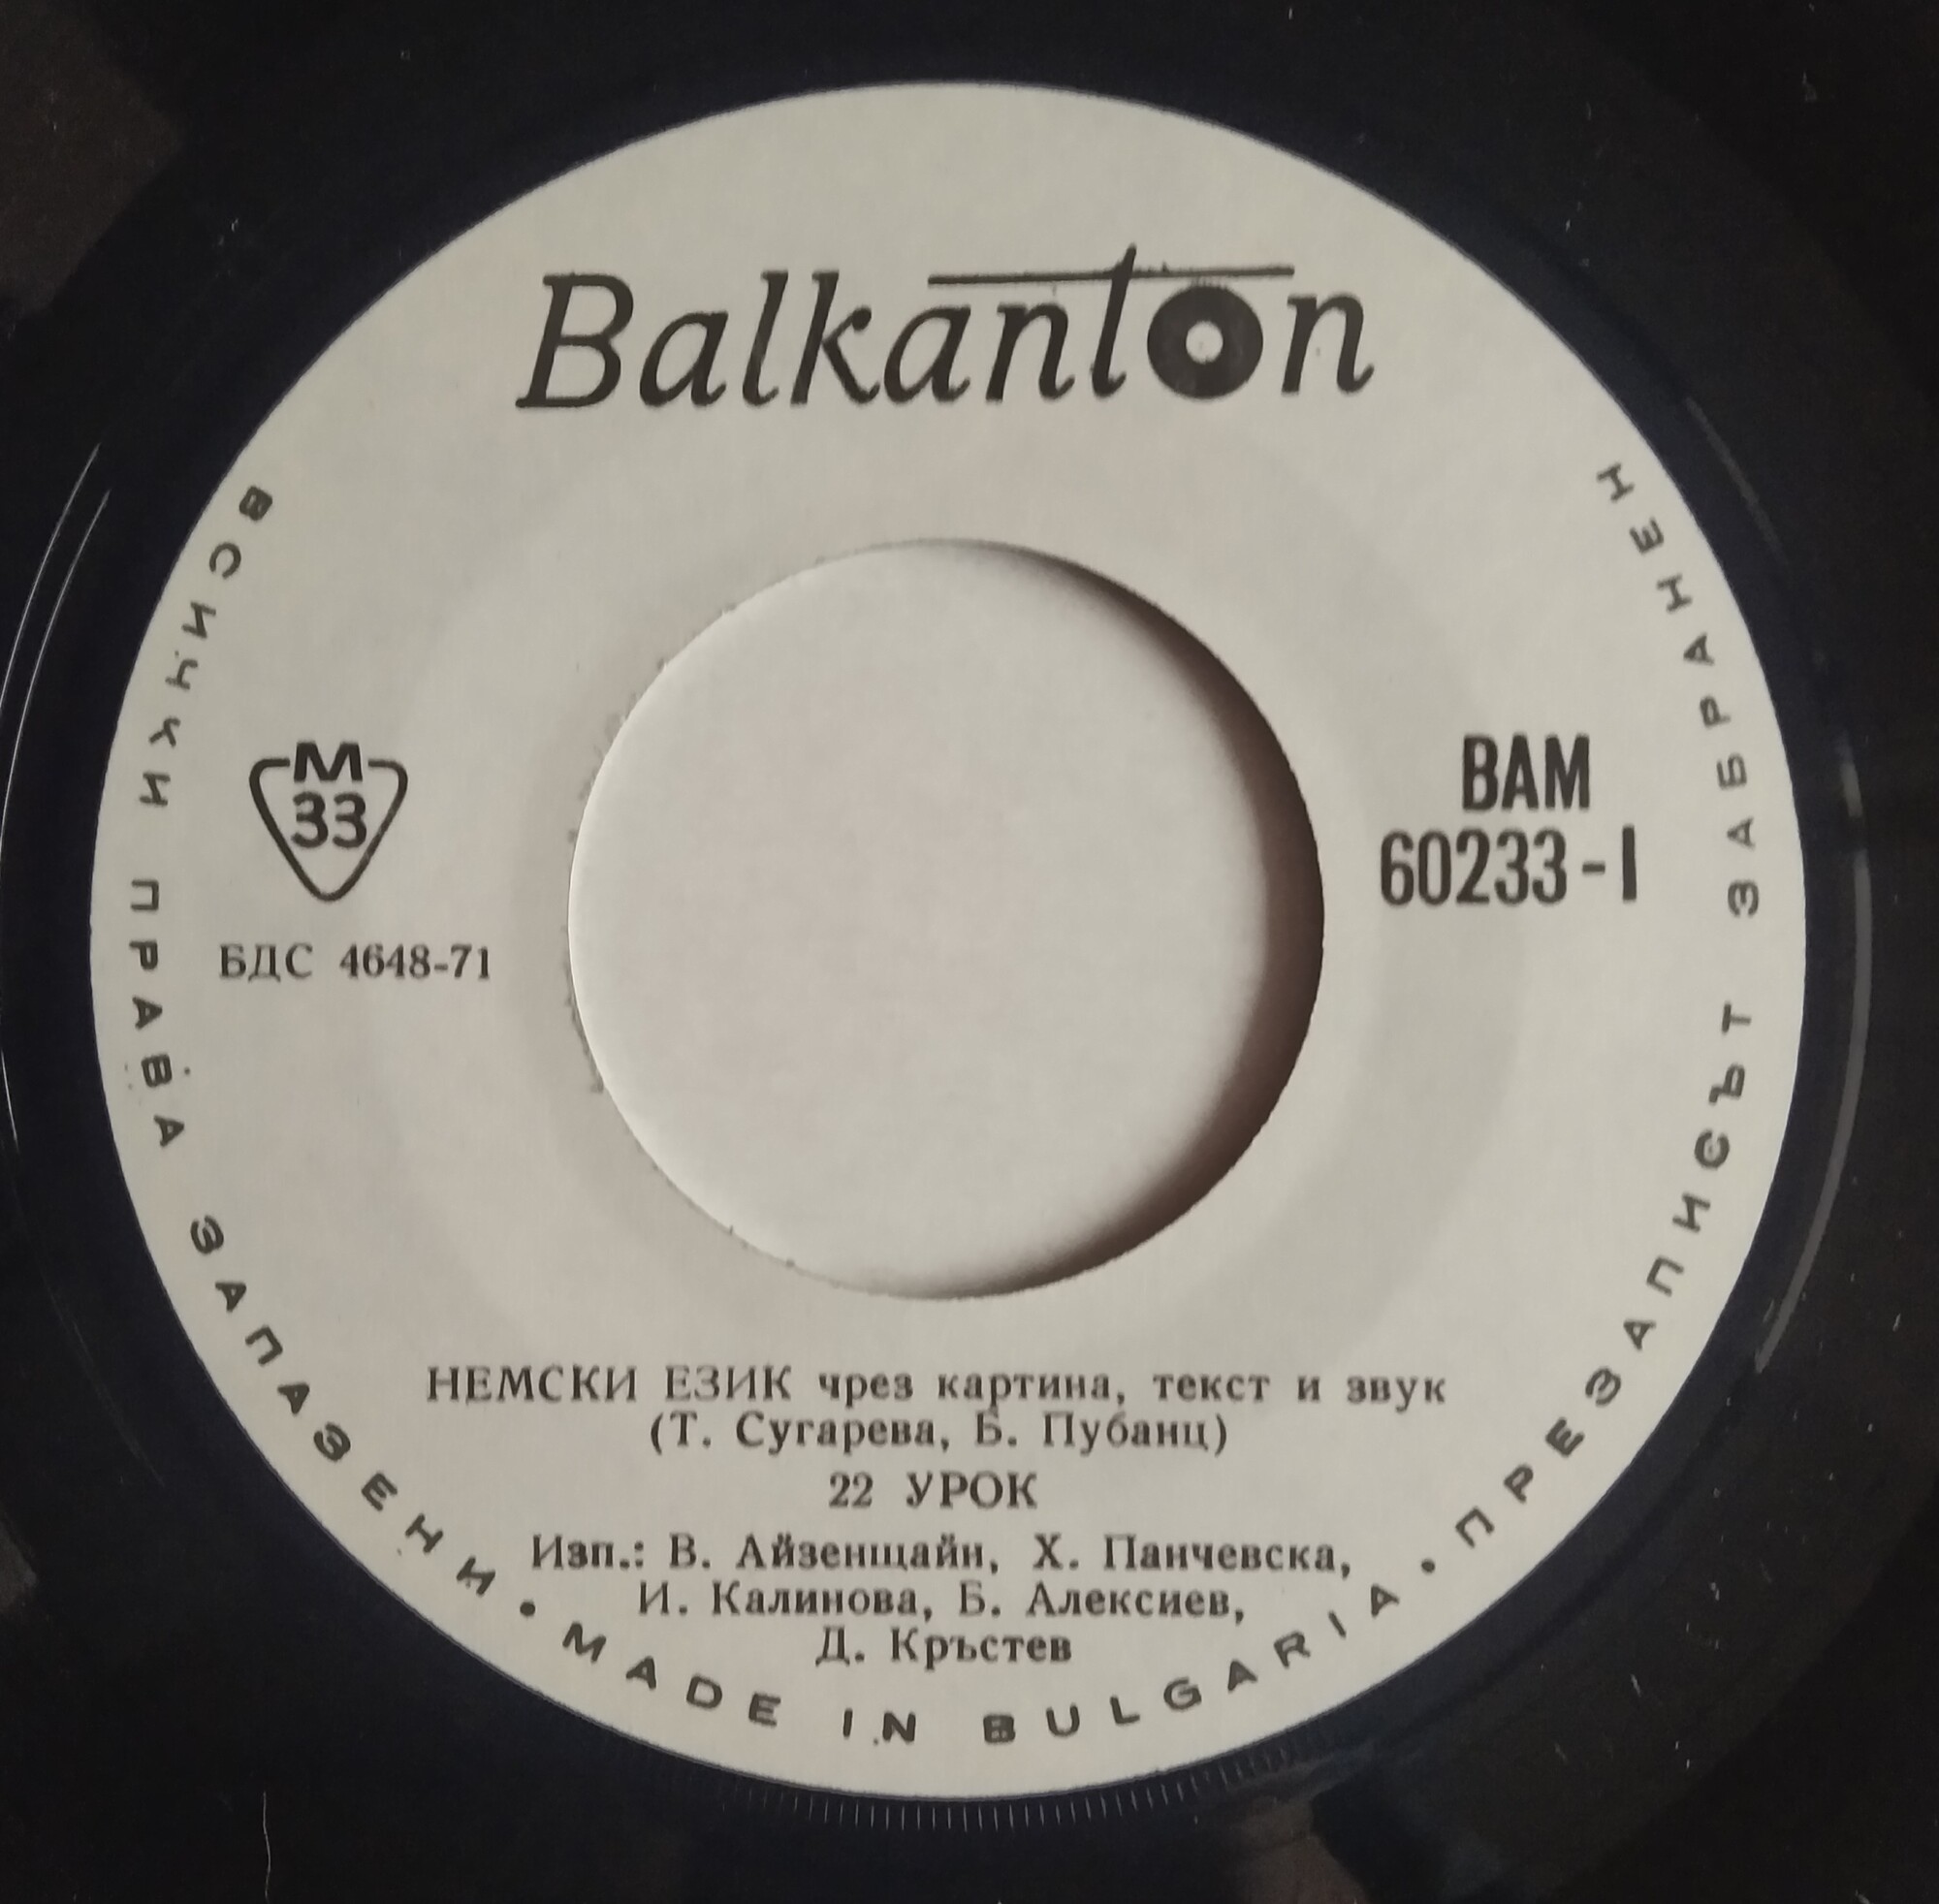 Balkanton
M
33
БДС 4648-71
ВАМ
60233-I
НЕМСКИ ЕЗИК чрез картина, текст и звук
(Т. Сугарева, Б. Пубанц)
22 УРОК
Изп.: В. Айзенщайн, Х. Панчевска,
И. Калинова, Б. Алексиев,
Д. Кръстев
ВСИЧКИ ПРАВА ЗАПАЗЕНИ • MADE IN BULGARIA • ПРЕЗАПИСЪТ ЗАБРАНЕН